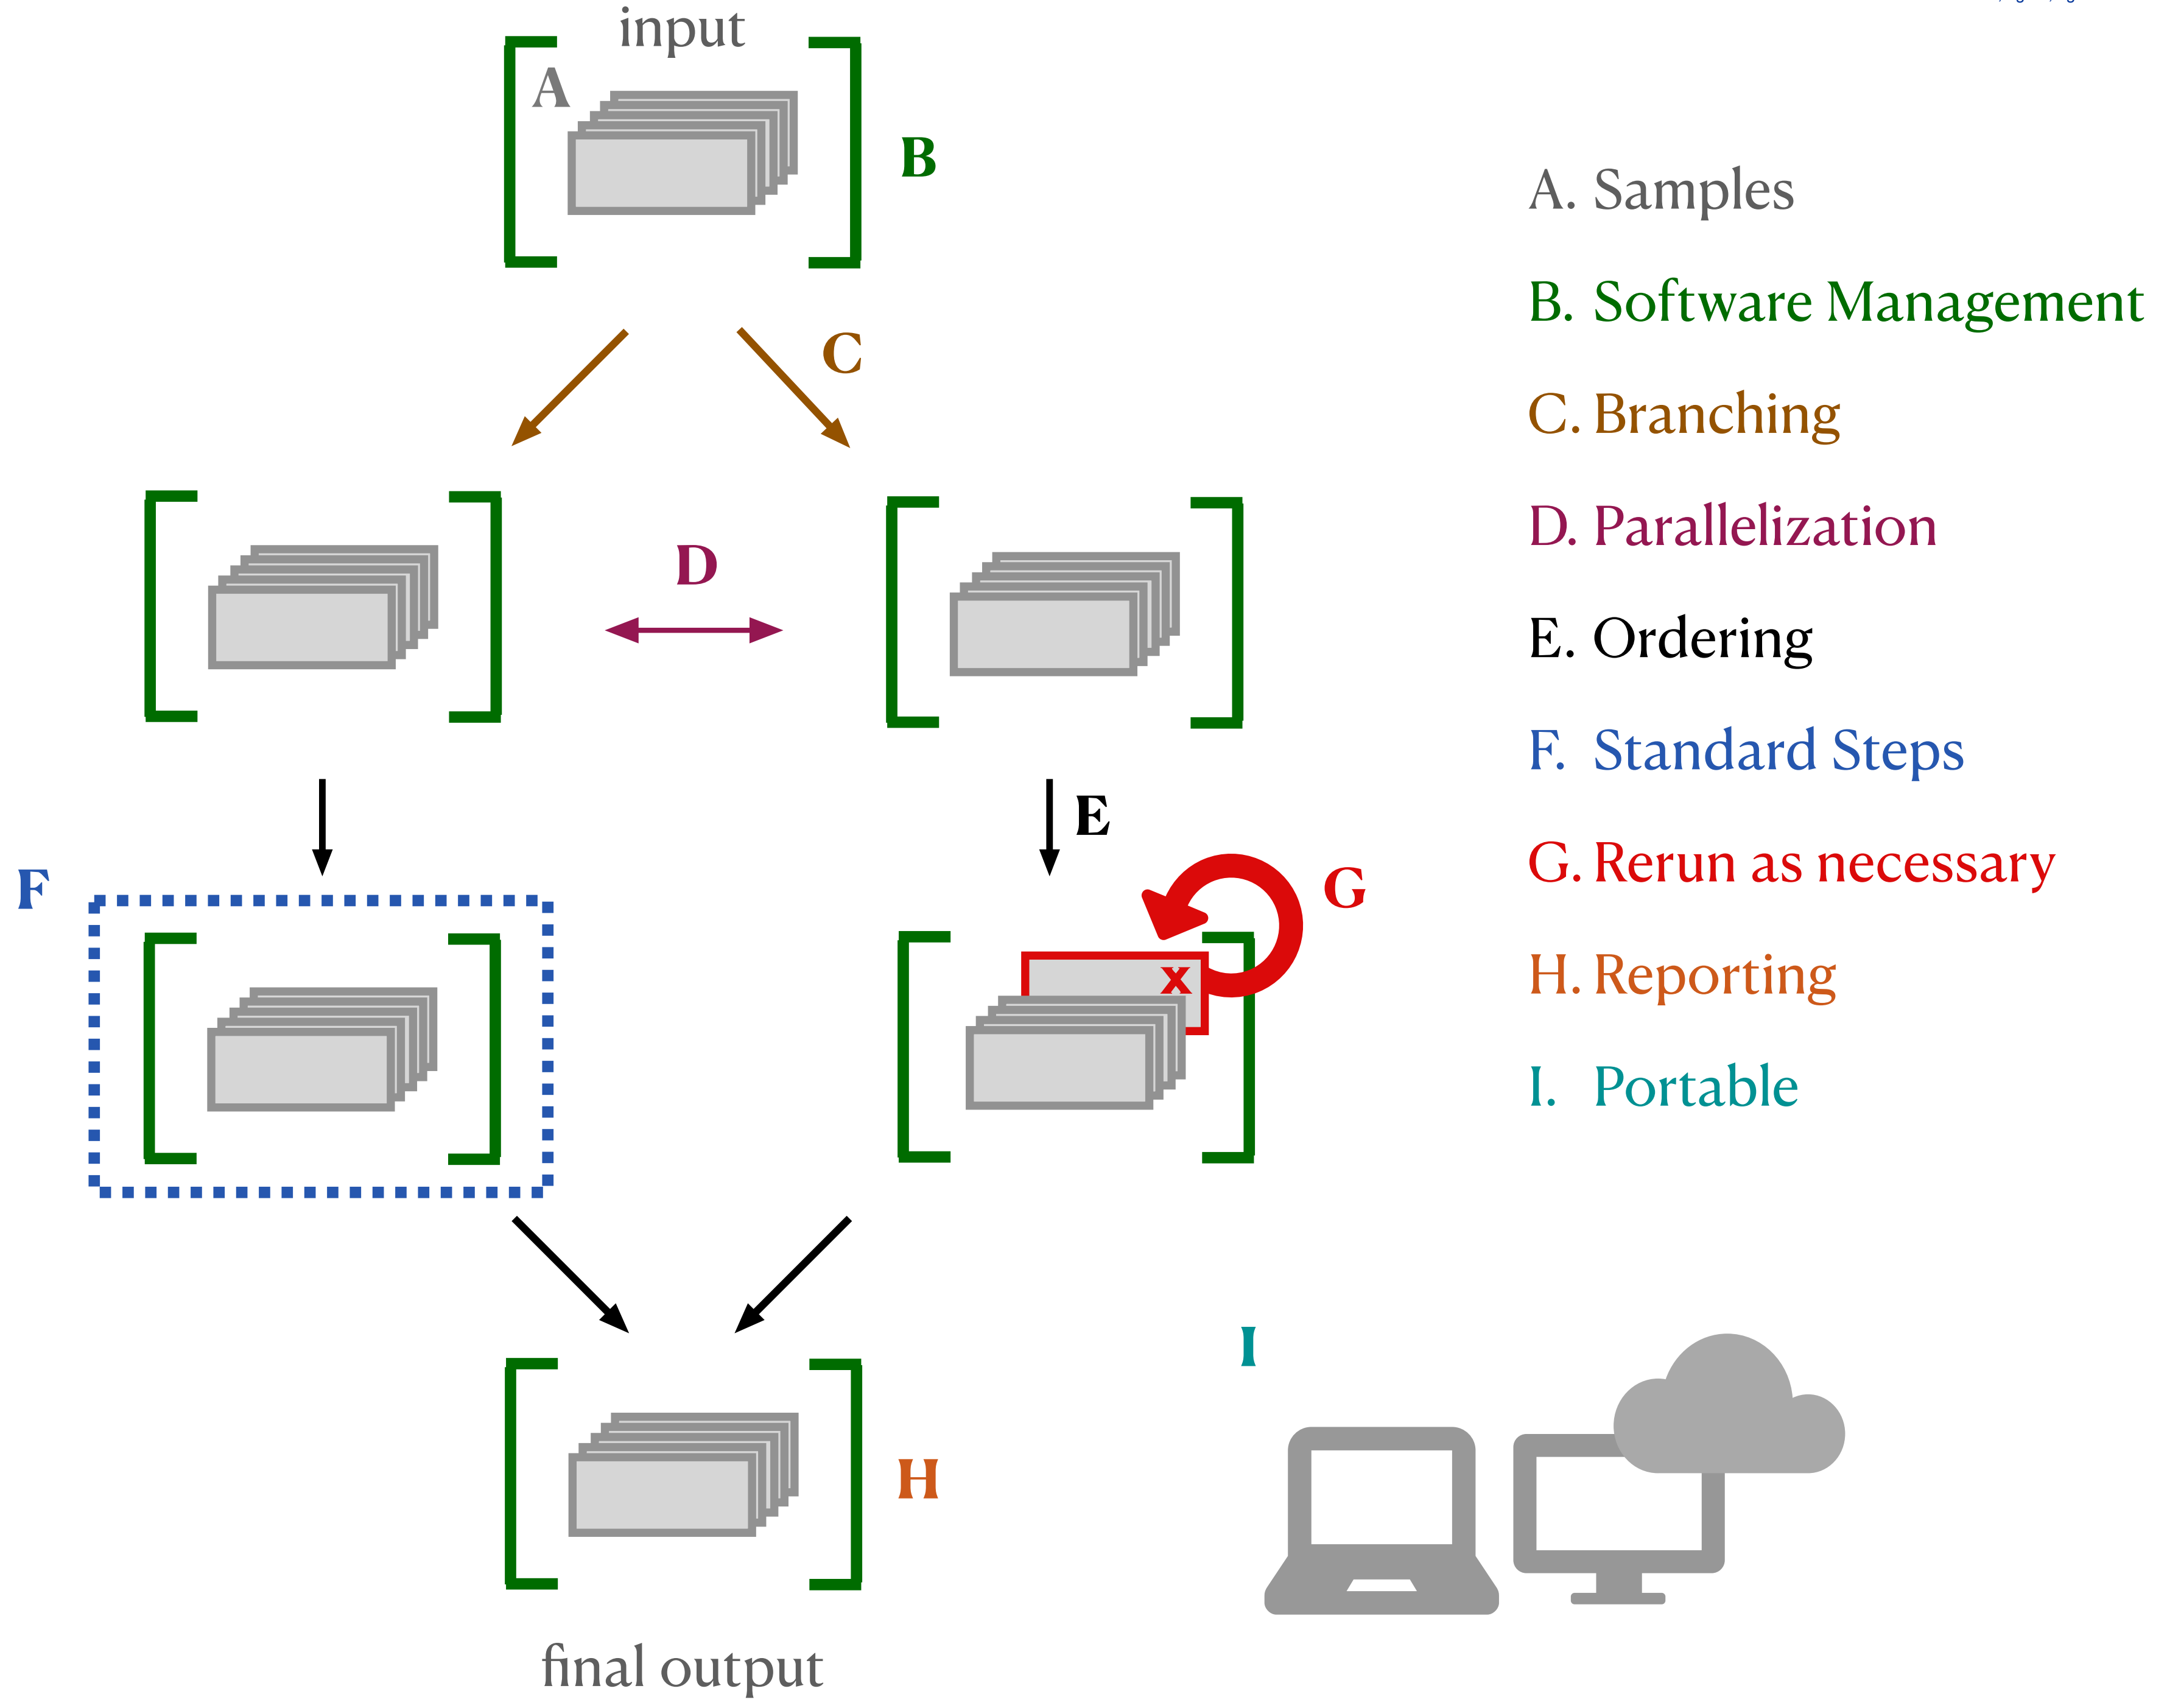 input
A
B
C
D
E
F
G
x
H
I
final output
A. Samples
B. Software Management
C. Branching
D. Parallelization
E. Ordering
F. Standard Steps
G. Rerun as necessary
H. Reporting
I. Portable